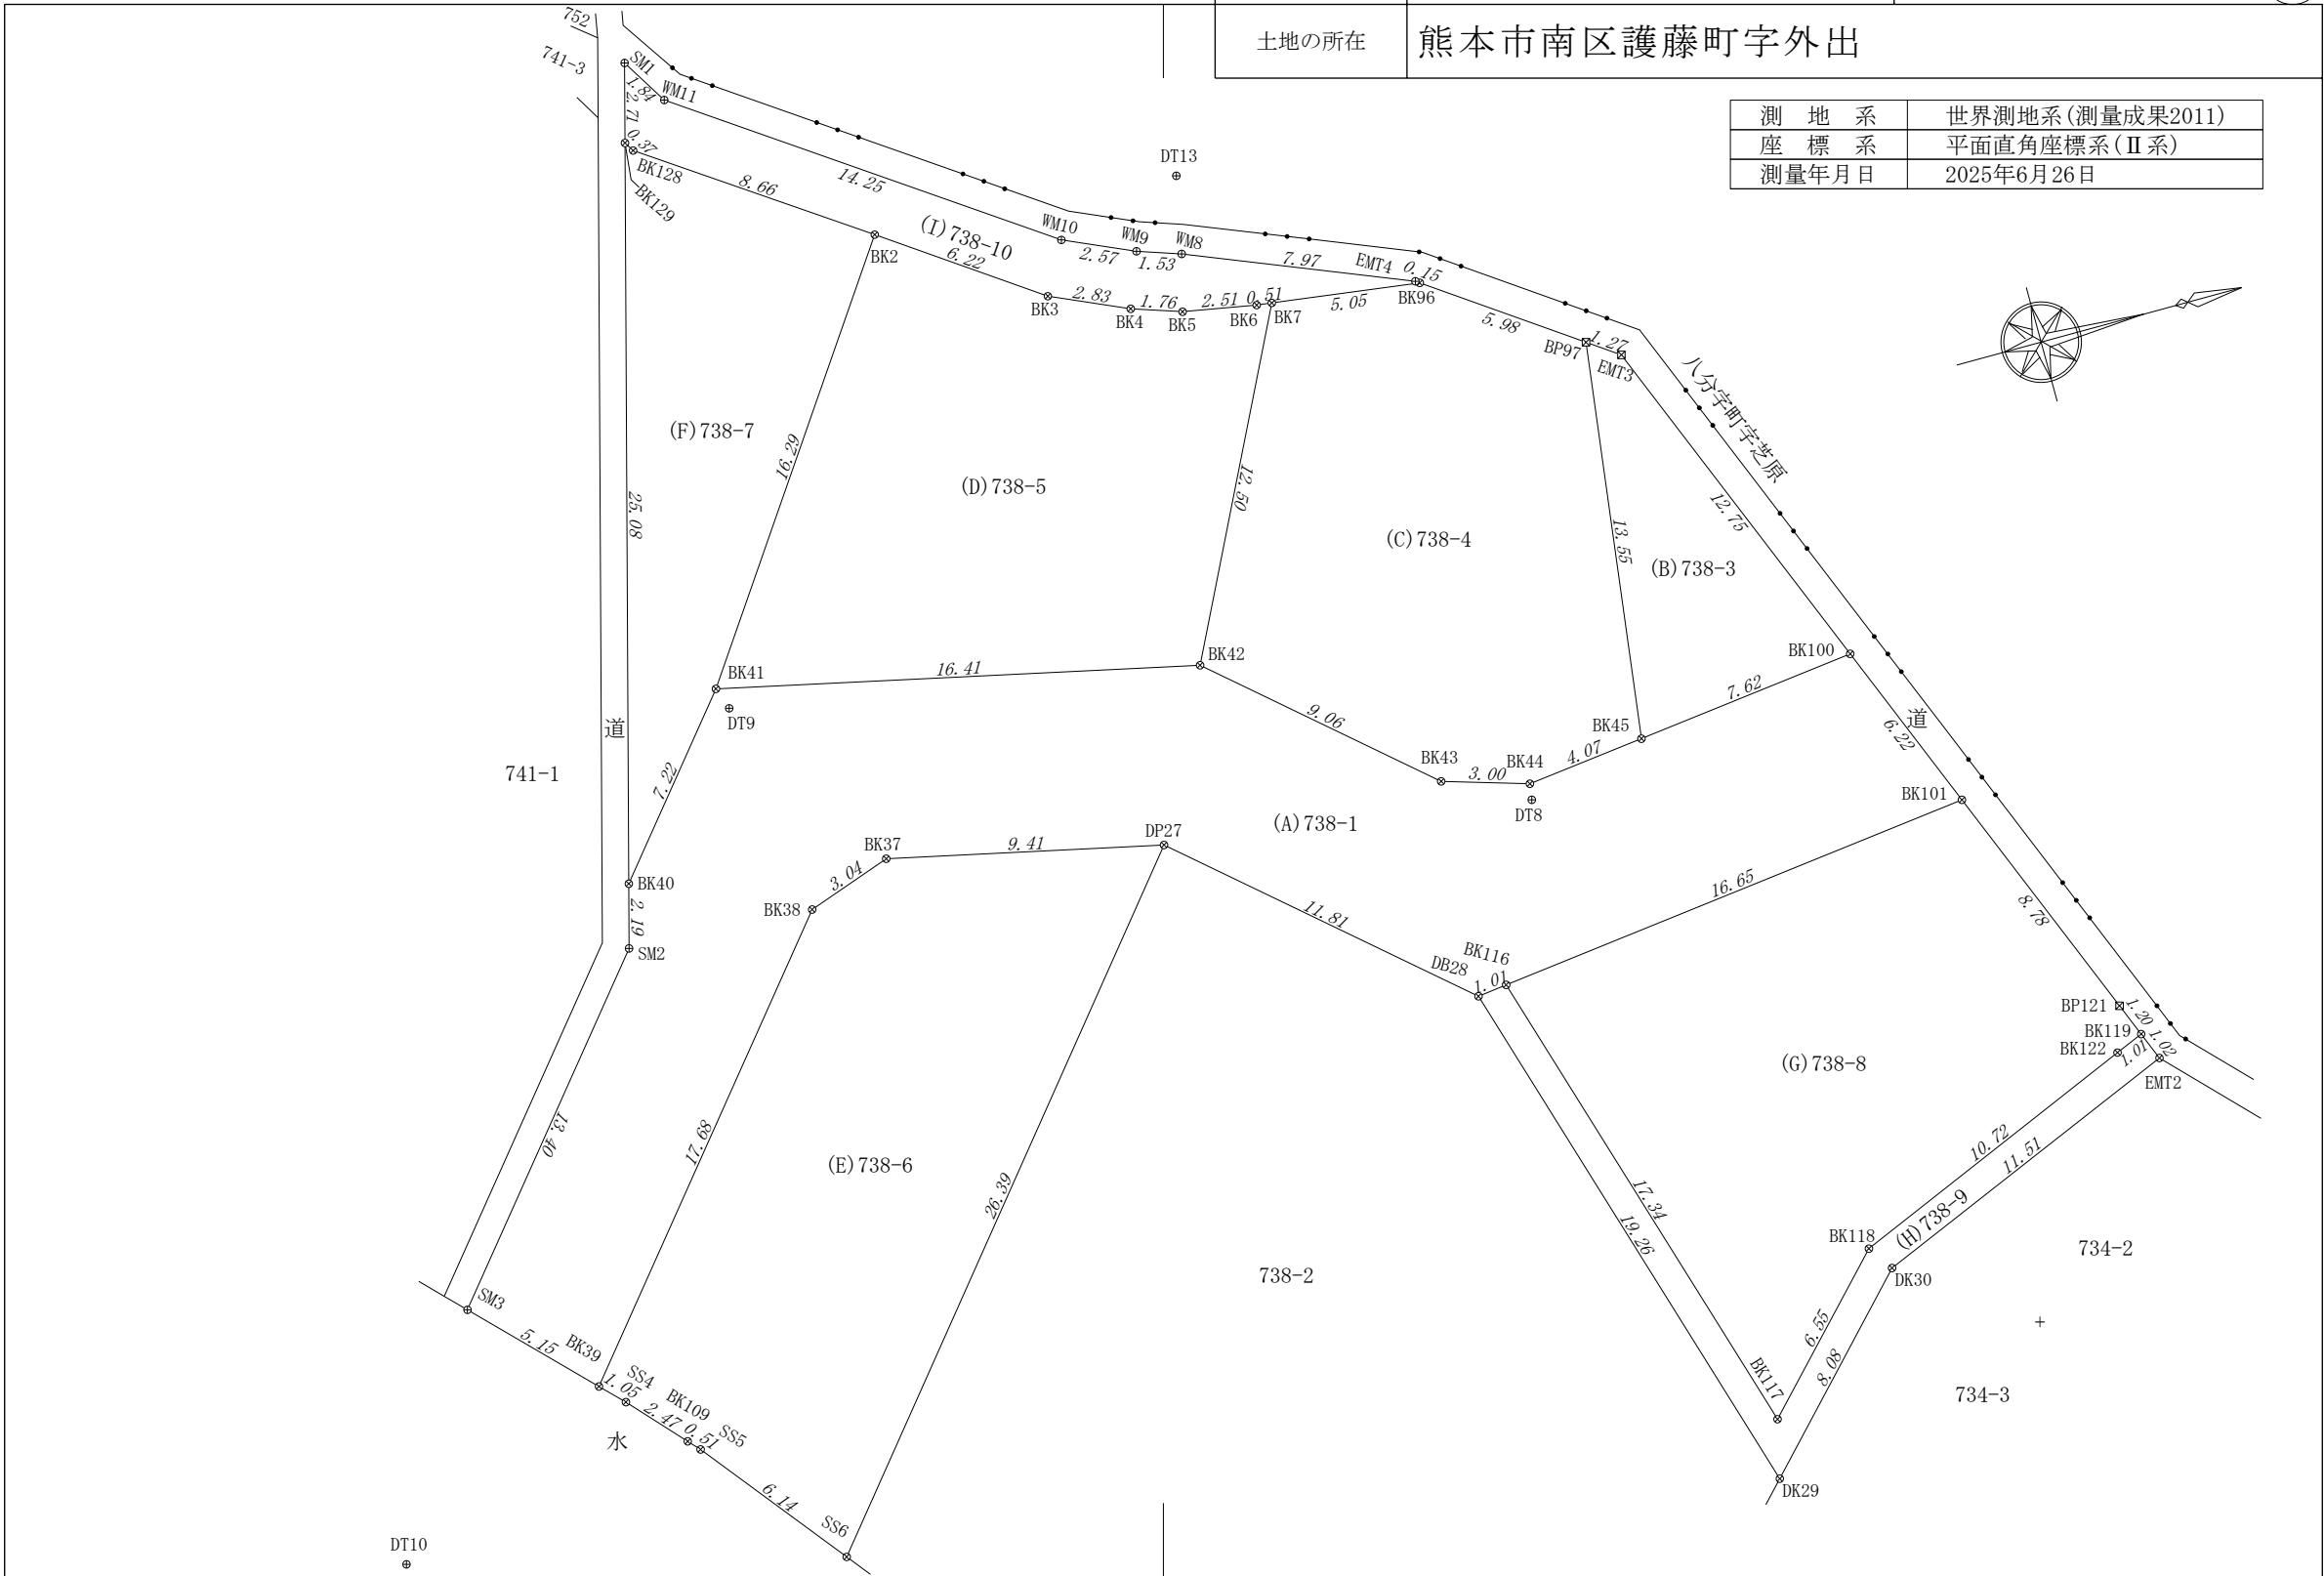 土地の所在 熊本市南区護藤町字外出
測地系 世界測地系(測量成果2011)
座標系 平面直角座標系(Ⅱ系)
測量年月日 2025年6月26日
752
741-3
SM1
1.84
WM11
2.71
0.37
BK128
BK129
8.66
14.25
DT13
(I)738-10
WM10
WM9
WM8
BK2
6.22
2.57
1.53
7.97
EMT4
0.15
BK3
2.83
BK4
1.76
BK5
2.51
BK6
0.51
BK7
5.05
BK96
5.98
BP97
1.27
EMT3
八分字町字芝原
(F)738-7
16.29
(D)738-5
12.50
(C)738-4
13.55
(B)738-3
12.75
25.08
BK41
16.41
BK42
DT9
9.06
BK43
3.00
BK44
DT8
4.07
BK45
7.62
BK100
6.22
道
BK101
道
741-1
7.22
BK40
2.19
SM2
BK38
3.04
BK37
9.41
DP27
(A)738-1
11.81
DB28
1.01
BK116
16.65
8.78
BP121
1.20
BK119
1.02
BK122
1.01
EMT2
(G)738-8
13.40
17.68
(E)738-6
26.39
738-2
17.34
19.26
10.72
11.51
BK118
(H)738-9
DK30
734-2
6.55
8.08
BK117
734-3
DK29
SM3
5.15
BK39
1.05
SS4
2.47
BK109
0.51
SS5
水
6.14
SS6
DT10